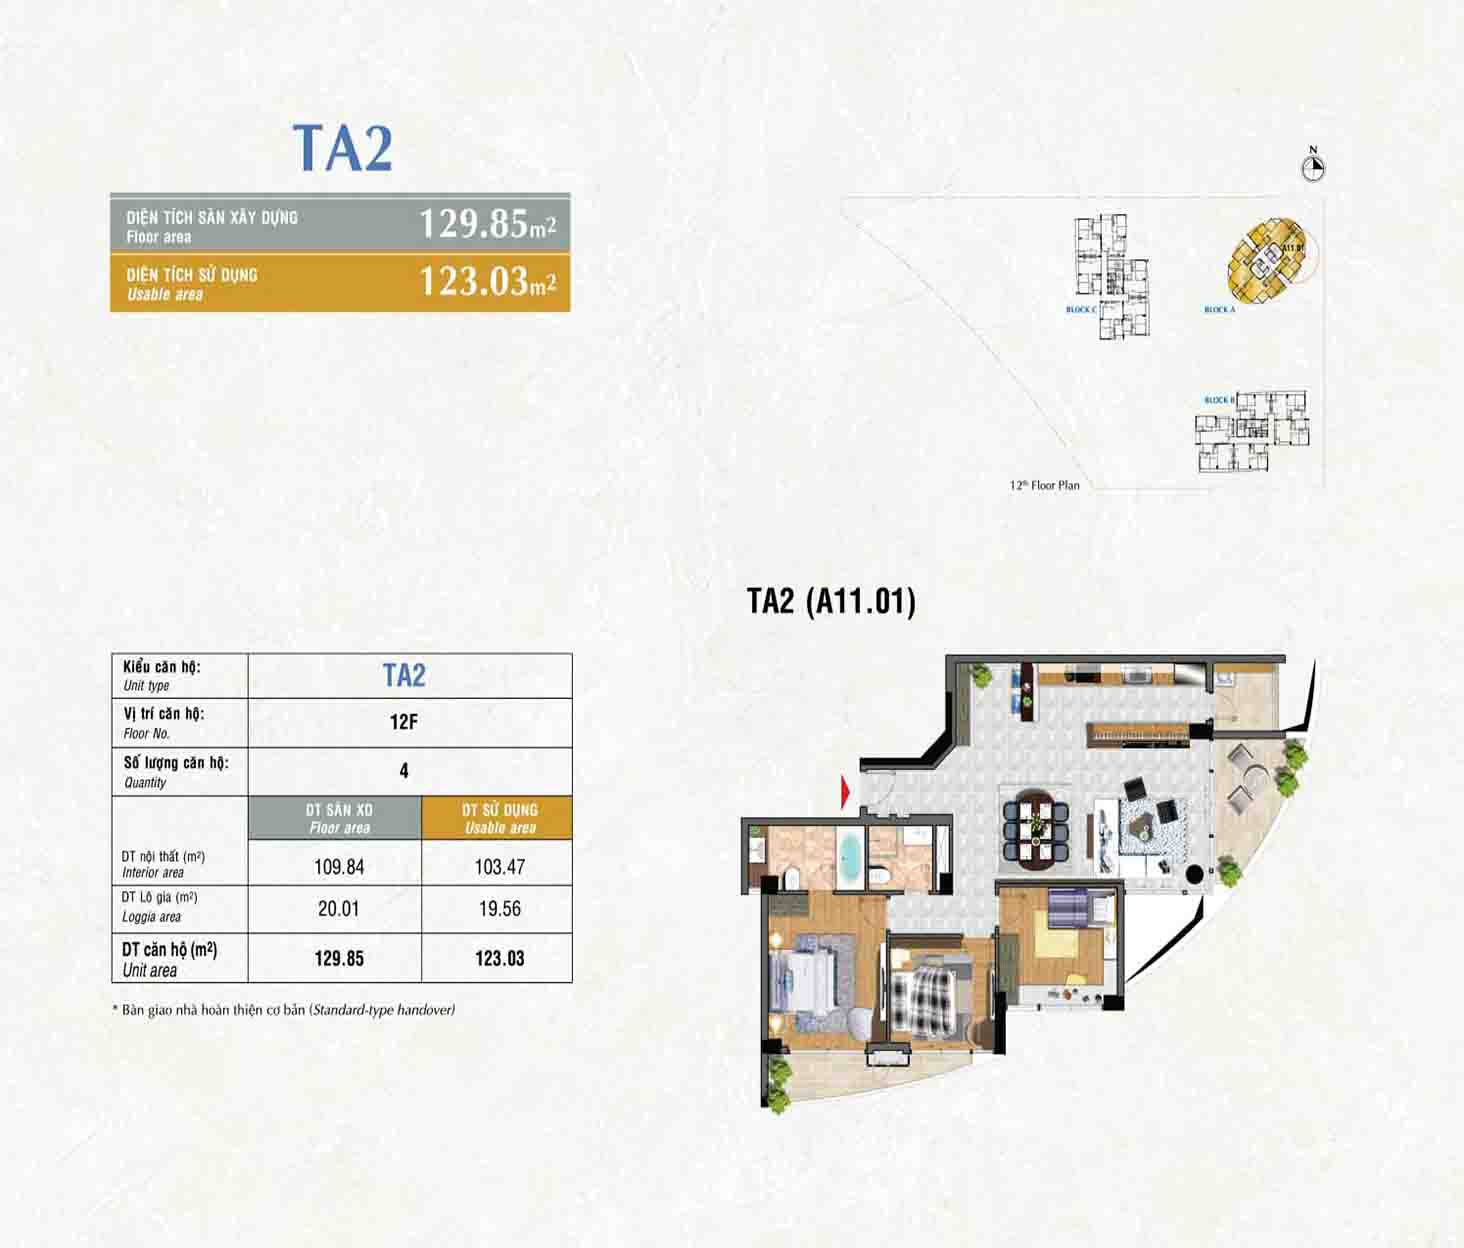 TA2
DIỆN TÍCH SÀN XÂY DỰNG
Floor area
129.85m²
DIỆN TÍCH SỬ DỤNG
Usable area
123.03m²
N
A11.01
BLOCK C
BLOCK A
BLOCK B
12th Floor Plan
TA2 (A11.01)
Kiểu căn hộ:
Unit type
TA2
Vị trí căn hộ:
Floor No.
12F
Số lượng căn hộ:
Quantity
4
DT SÀN XD
Floor area
DT SỬ DỤNG
Usable area
DT nội thất (m²)
Interior area
109.84
103.47
DT Lô gia (m²)
Loggia area
20.01
19.56
DT căn hộ (m²)
Unit area
129.85
123.03
* Bàn giao nhà hoàn thiện cơ bản (Standard-type handover)